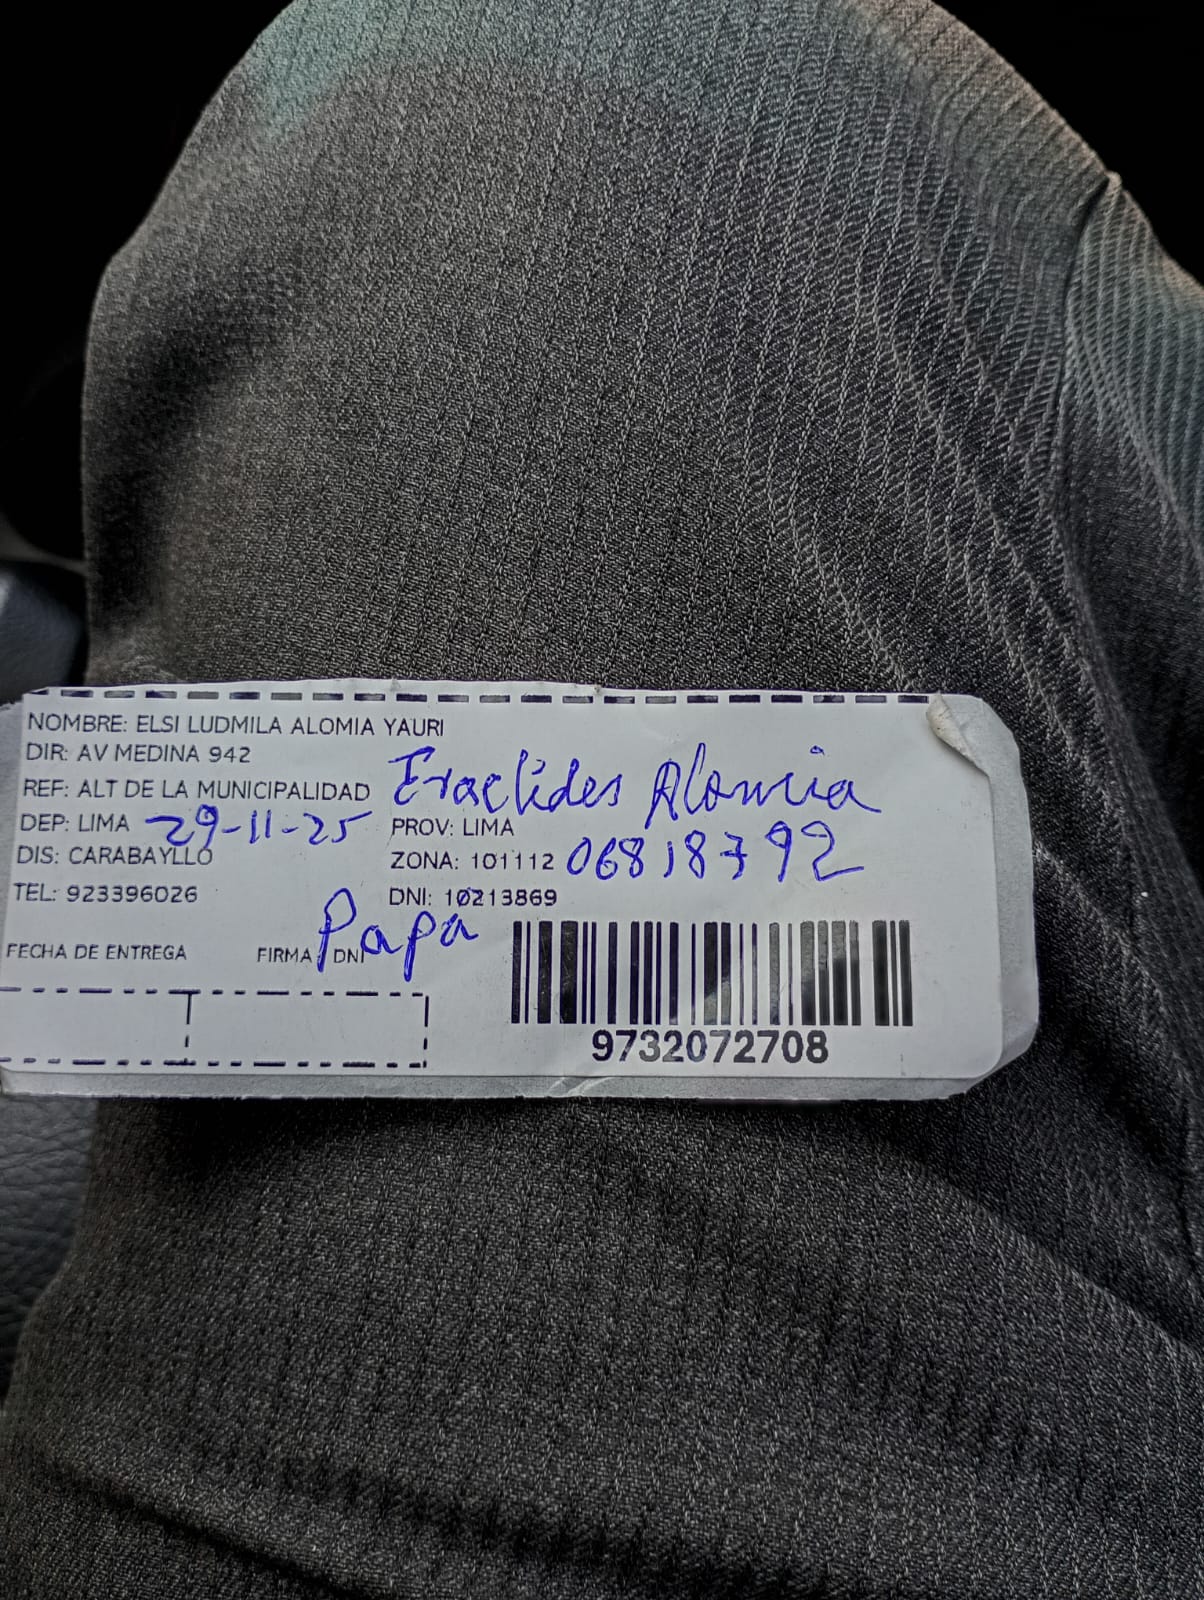 NOMBRE: ELSI LUDMILA ALOMIA YAURI
DIR: AV MEDINA 942
REF: ALT DE LA MUNICIPALIDAD
Eraclides Alomia
DEP: LIMA
29-11-25
PROV: LIMA
DIS: CARABAYLLO
ZONA: 101112
06818792
TEL: 923396026
DNI: 10213869
Papa
FECHA DE ENTREGA
FIRMA / DNI
9732072708